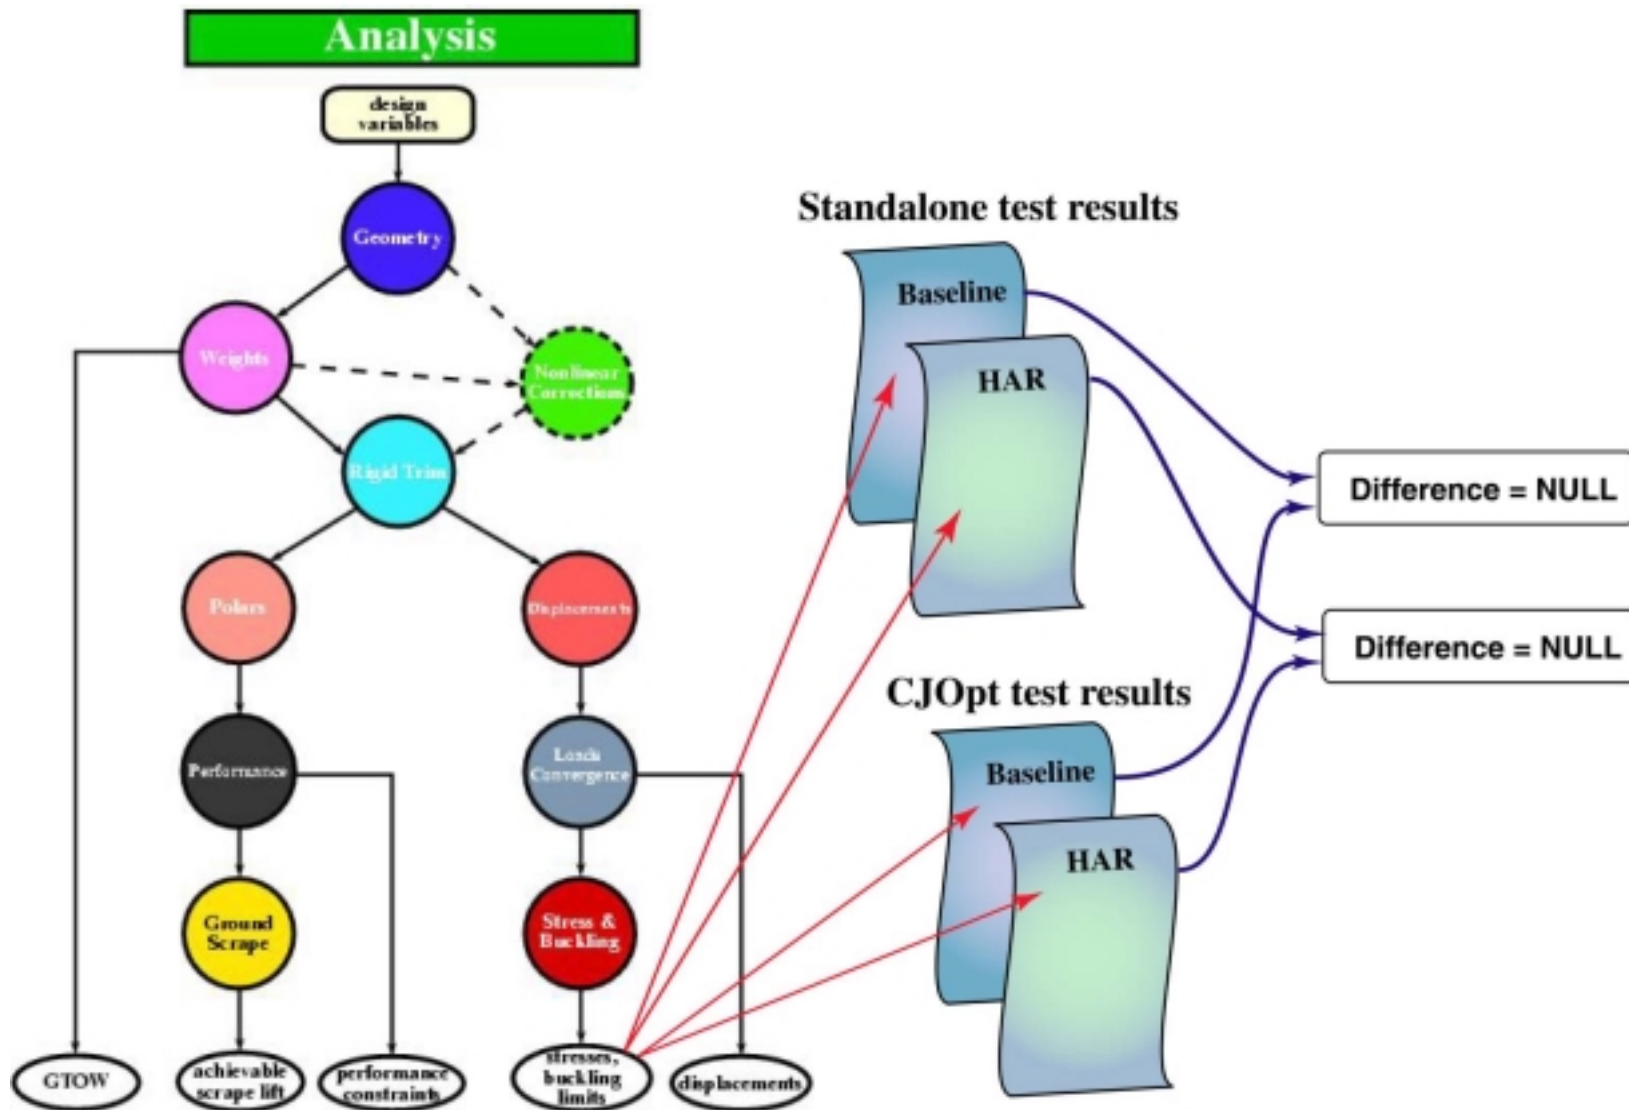 Analysis
design
variables
Geometry
Weights
Nonlinear
Corrections
Rigid Trim
Polars
Displacements
Performance
Loads
Convergence
Ground
Scrape
Stress &
Buckling
GTOW
achievable
scrape lift
performance
constraints
stresses,
buckling
limits
displacements
Standalone test results
Baseline
HAR
Difference = NULL
Difference = NULL
CJOpt test results
Baseline
HAR